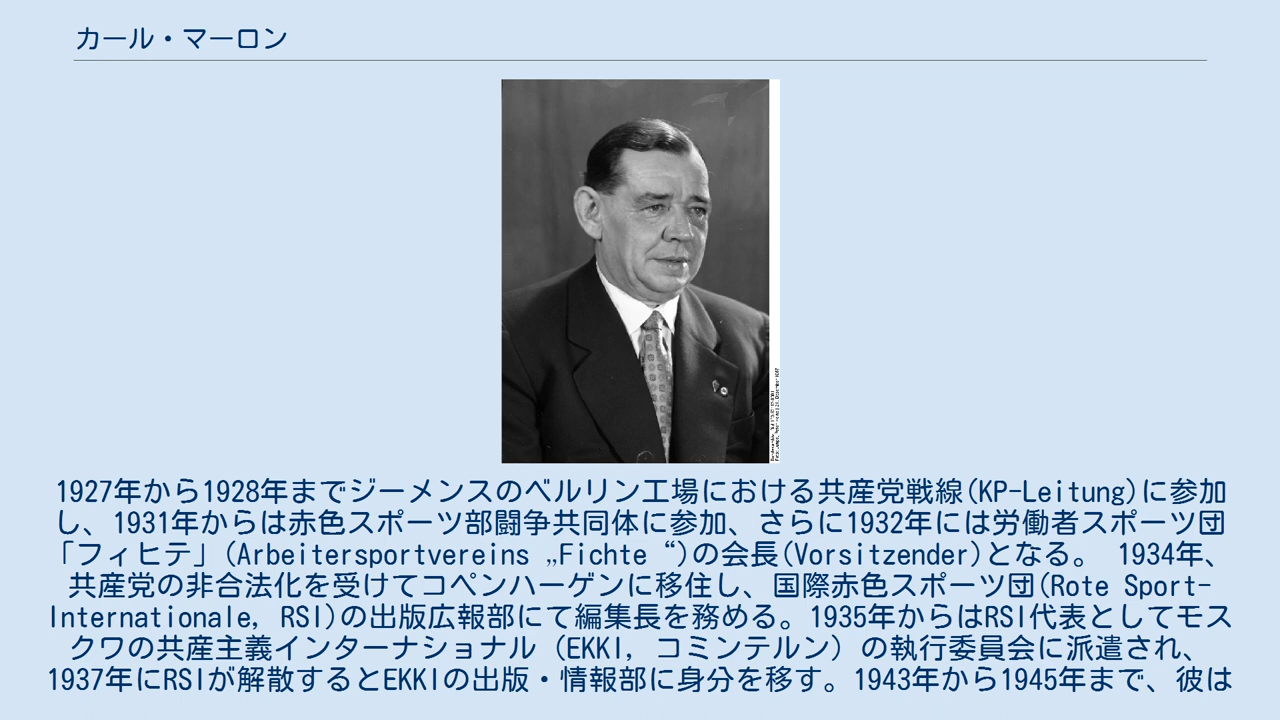 カール・マーロン
1927年から1928年までジーメンスのベルリン工場における共産党戦線(KP-Leitung)に参加
し、1931年からは赤色スポーツ部闘争共同体に参加、さらに1932年には労働者スポーツ団
「フィヒテ」(Arbeitersportvereins „Fichte “)の会長(Vorsitzender)となる。 1934年、
共産党の非合法化を受けてコペンハーゲンに移住し、国際赤色スポーツ団(Rote Sport-
Internationale, RSI)の出版広報部にて編集長を務める。1935年からはRSI代表としてモス
クワの共産主義インターナショナル（EKKI, コミンテルン）の執行委員会に派遣され、
1937年にRSIが解散するとEKKIの出版・情報部に身分を移す。1943年から1945年まで、彼は